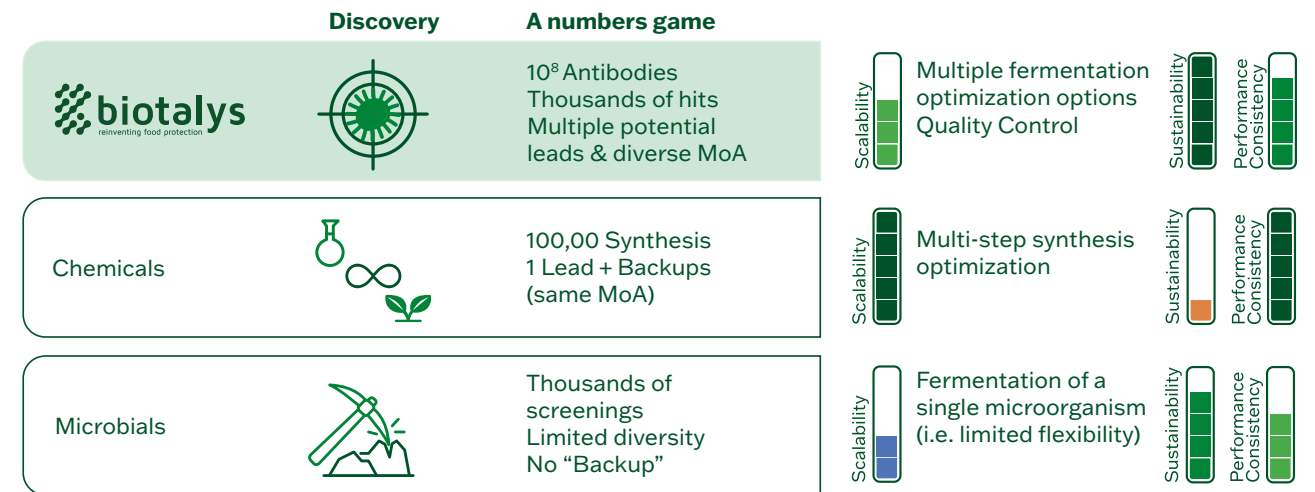 Discovery
A numbers game
biotalys
reinventing food protection
10⁸ Antibodies
Thousands of hits
Multiple potential
leads & diverse MoA
Scalability
Multiple fermentation
optimization options
Quality Control
Sustainability
Performance
Consistency
Chemicals
100,00 Synthesis
1 Lead + Backups
(same MoA)
Scalability
Multi-step synthesis
optimization
Sustainability
Performance
Consistency
Microbials
Thousands of
screenings
Limited diversity
No “Backup”
Scalability
Fermentation of a
single microorganism
(i.e. limited flexibility)
Sustainability
Performance
Consistency